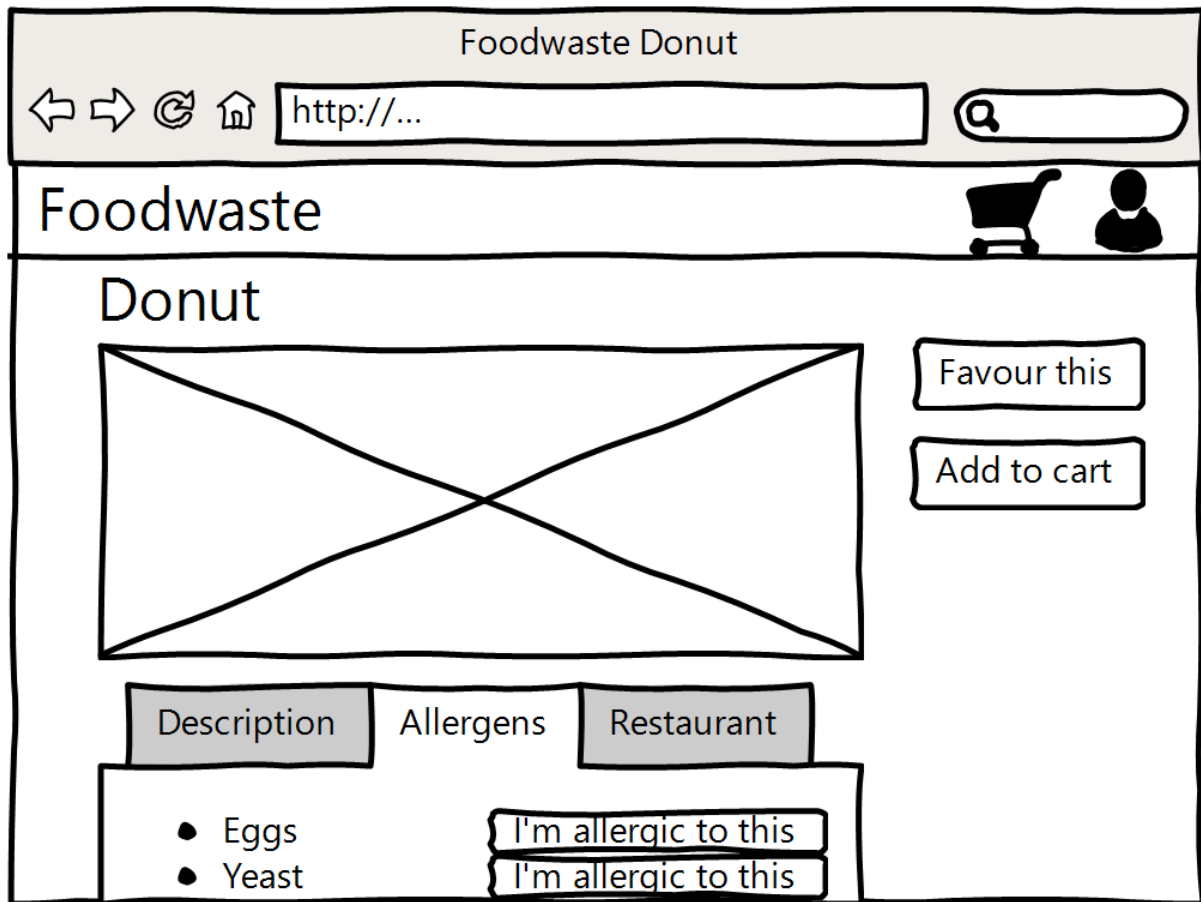 Foodwaste Donut
http://...
Foodwaste
Donut
Favour this
Add to cart
Description Allergens Restaurant
Eggs I'm allergic to this
Yeast I'm allergic to this